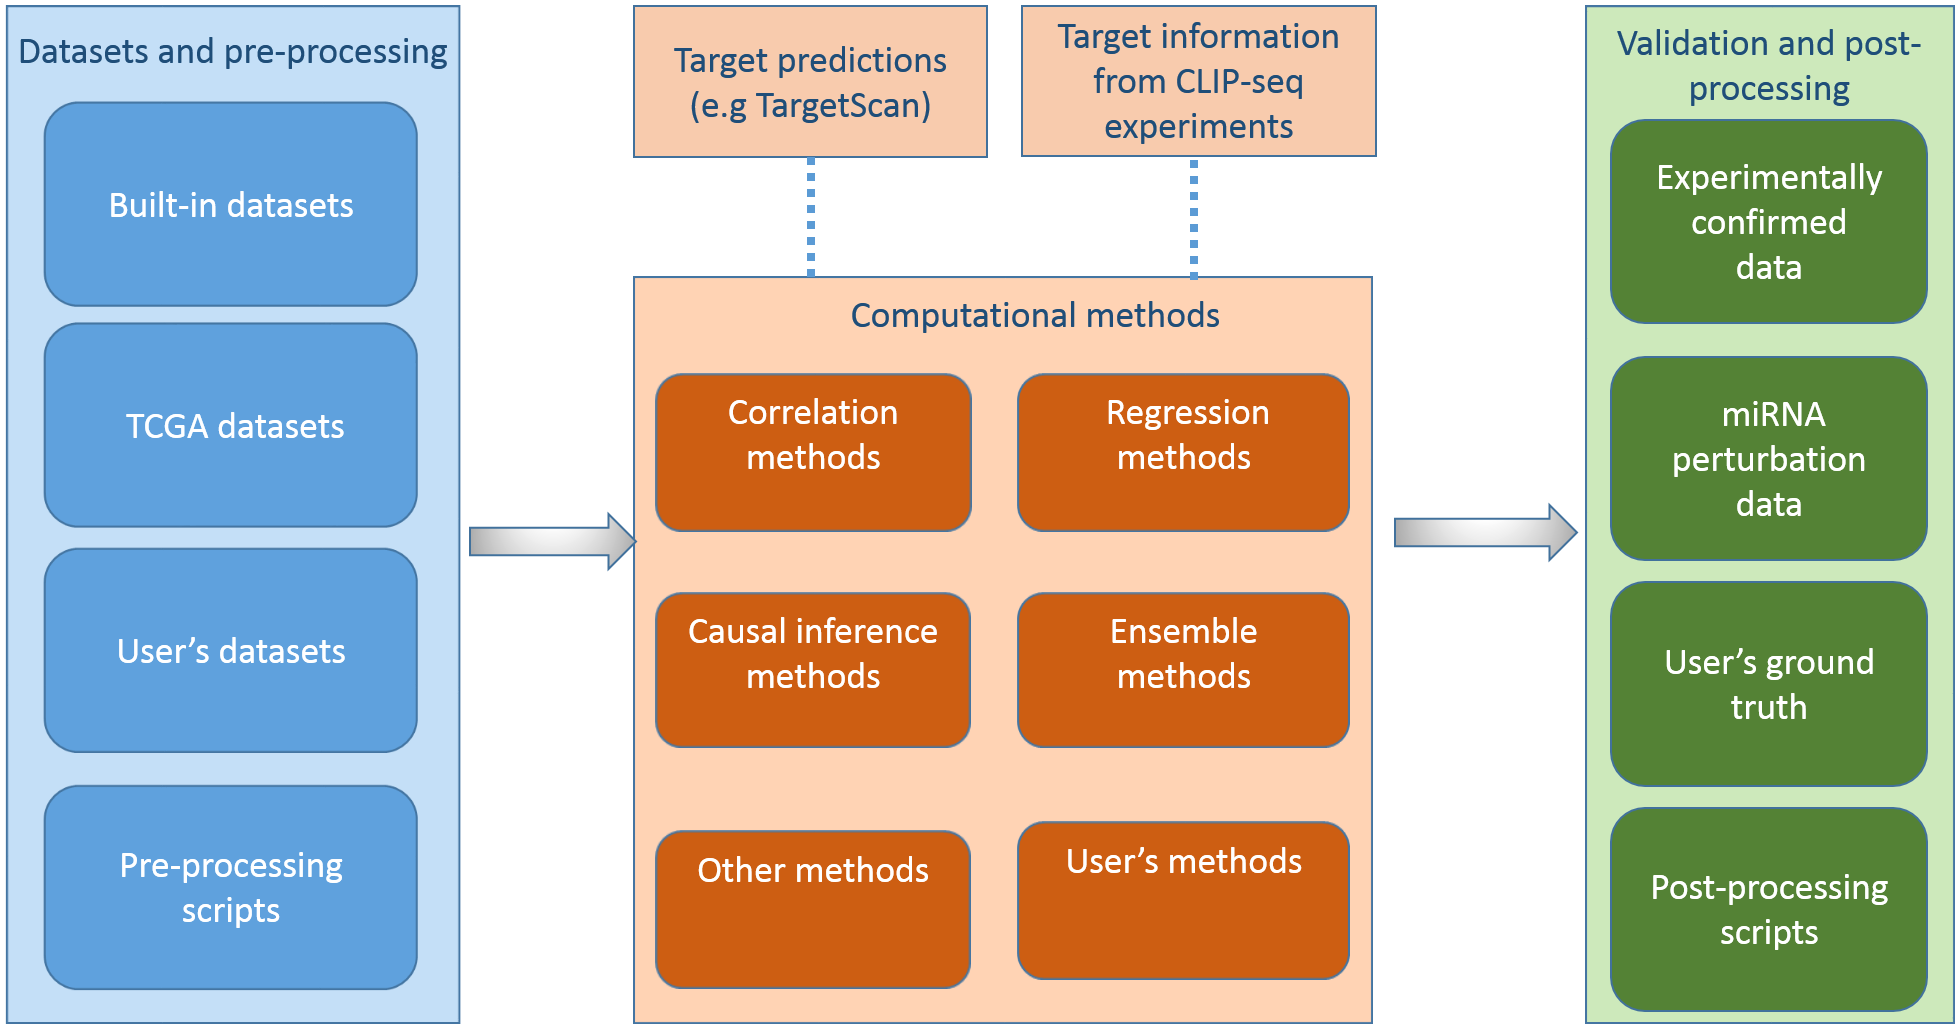 Datasets and pre-processing
Built-in datasets
TCGA datasets
User’s datasets
Pre-processing
scripts
Target predictions
(e.g TargetScan)
Target information
from CLIP-seq
experiments
Computational methods
Correlation
methods
Regression
methods
Causal inference
methods
Ensemble
methods
Other methods
User’s methods
Validation and post-
processing
Experimentally
confirmed
data
miRNA
perturbation
data
User’s ground
truth
Post-processing
scripts